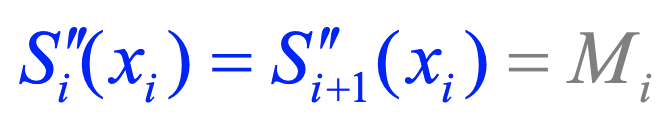 S″ᵢ(xᵢ) = S″ᵢ₊₁(xᵢ) = Mᵢ